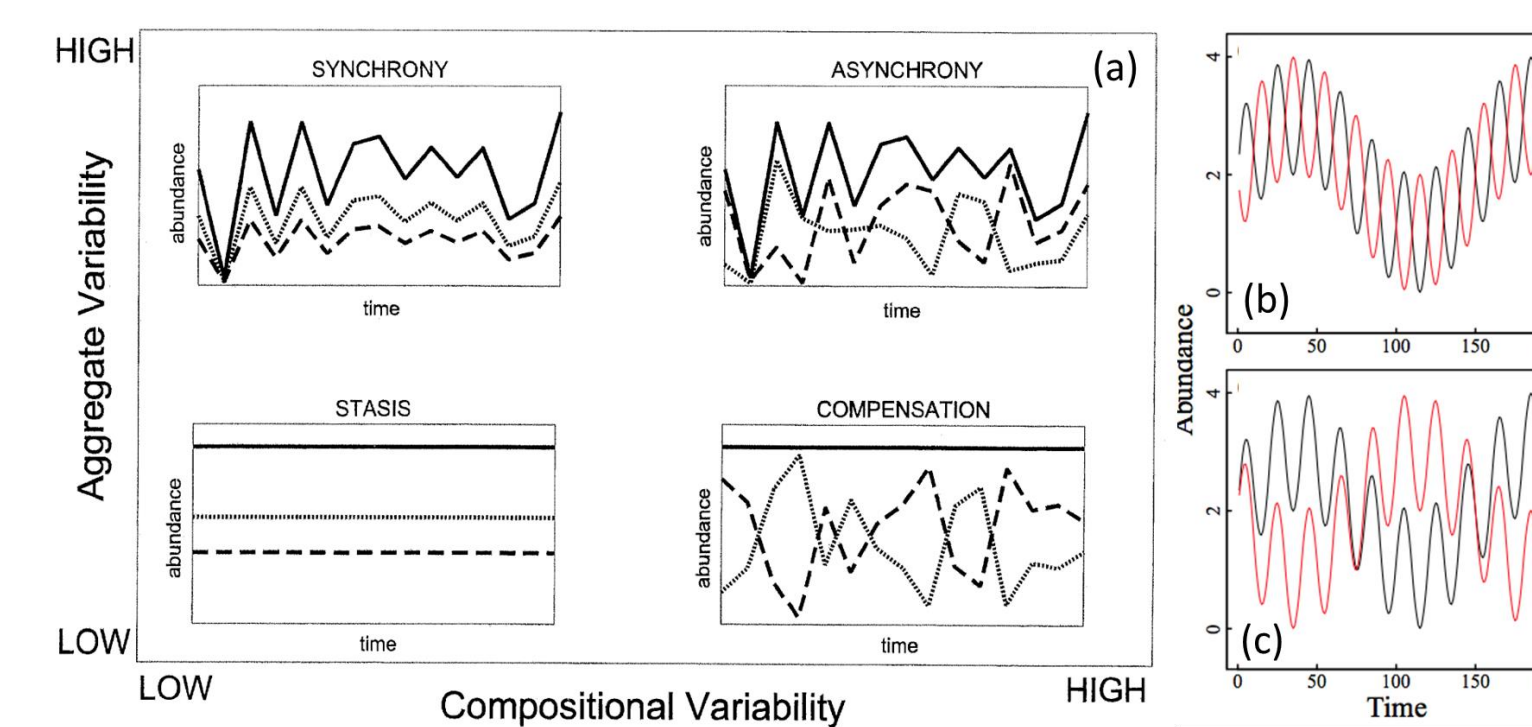 HIGH
(a)
SYNCHRONY
abundance
time
ASYNCHRONY
abundance
time
Aggregate Variability
STASIS
abundance
time
COMPENSATION
abundance
time
LOW
LOW
Compositional Variability
HIGH
Abundance
4
2
0
(b)
0 50 100 150
4
2
0
(c)
0 50 100 150
Time